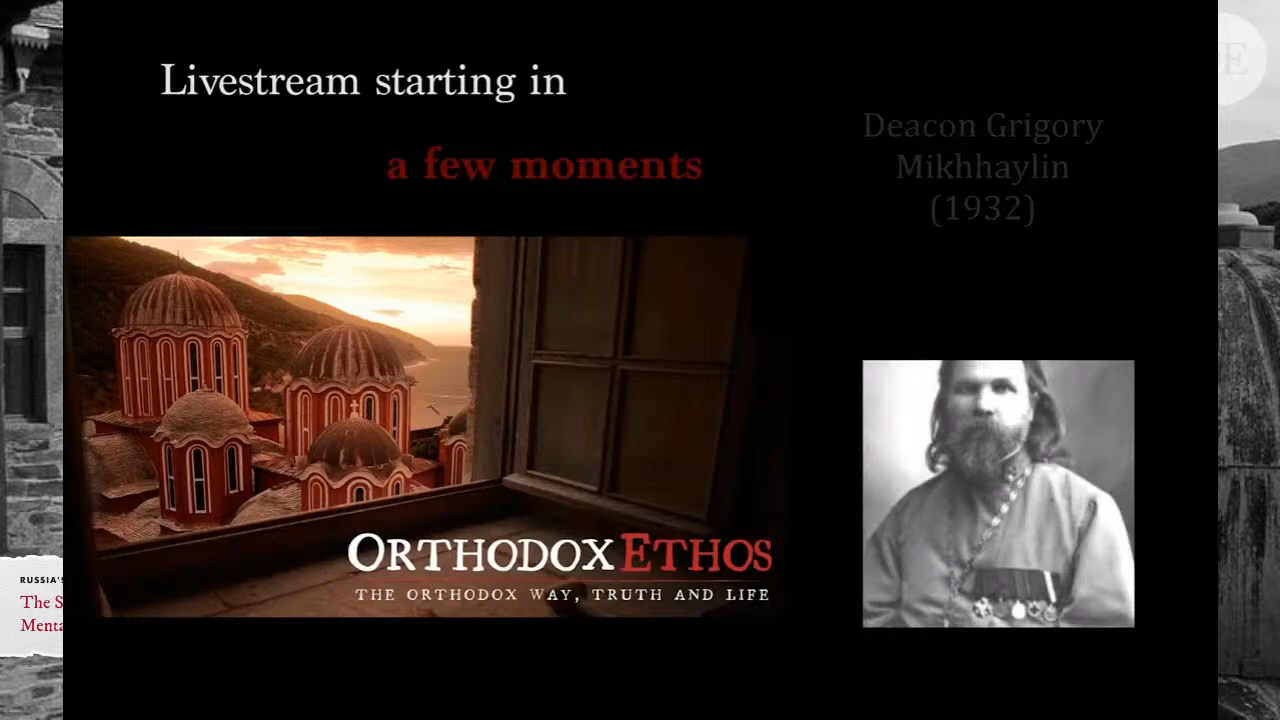 Livestream starting in
a few moments
Deacon Grigory
Mikhhaylin
(1932)
ORTHODOX ETHOS
THE ORTHODOX WAY, TRUTH AND LIFE
RUSSIA'S
The